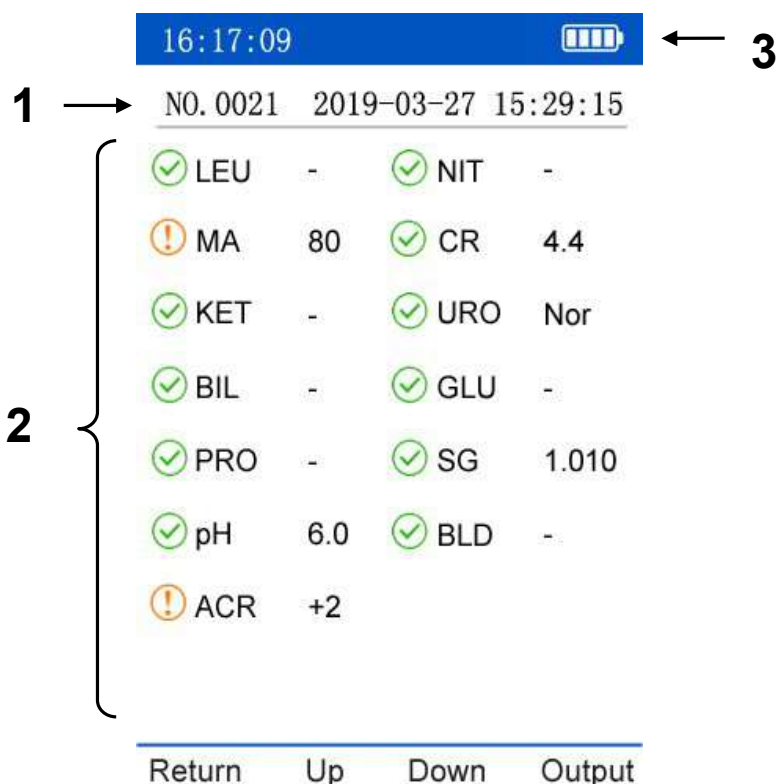 16:17:09 3
1 NO.0021 2019-03-27 15:29:15
LEU - NIT -
MA 80 CR 4.4
KET - URO Nor
BIL - GLU -
2
PRO - SG 1.010
pH 6.0 BLD -
ACR +2
Return Up Down Output